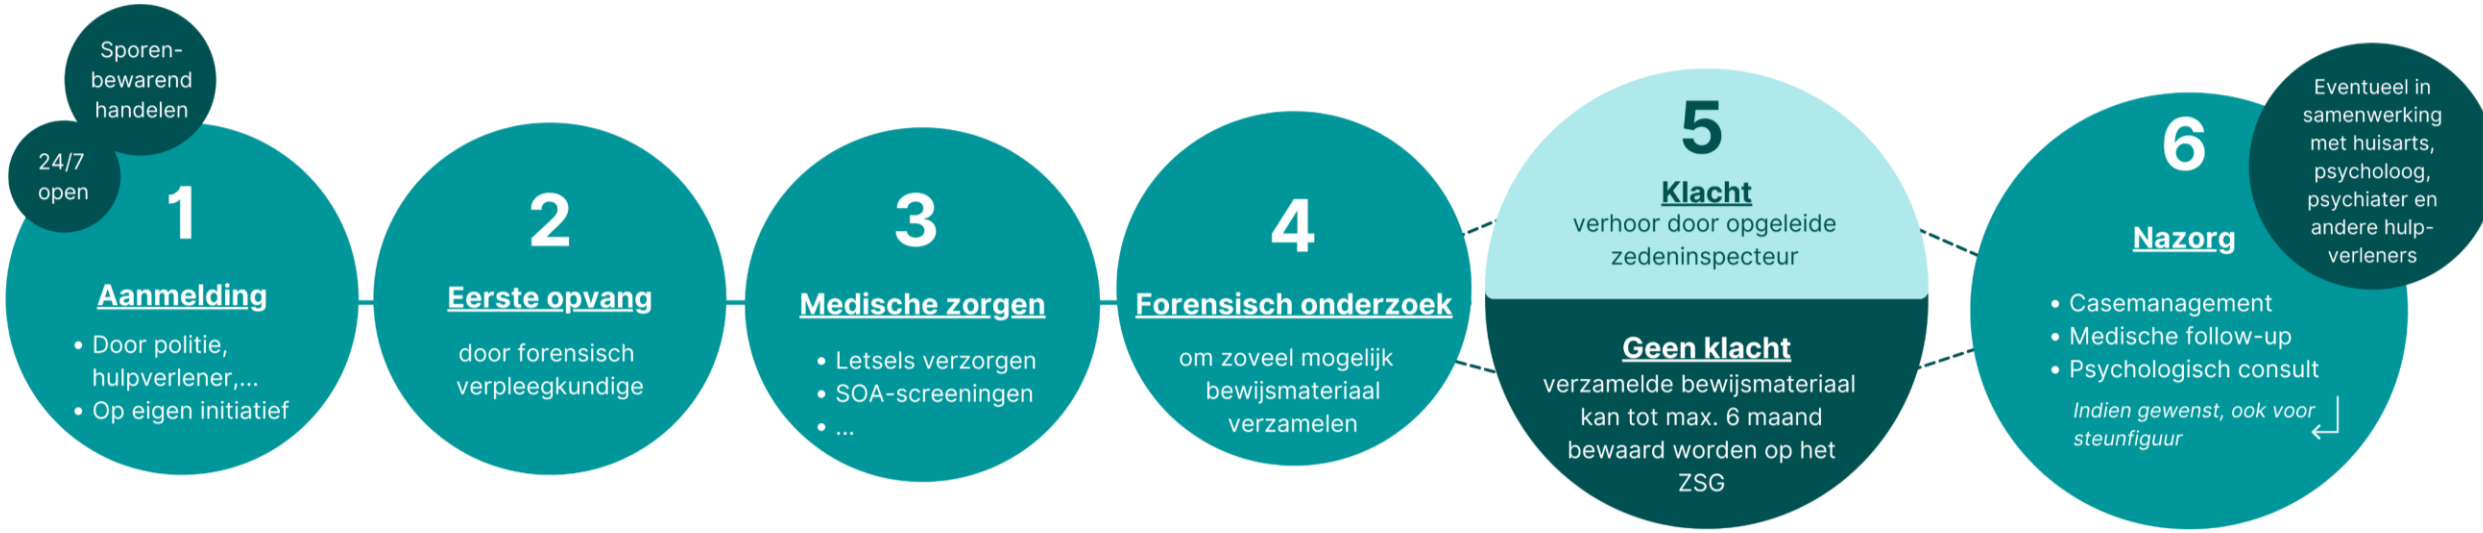 Sporen-
bewarend
handelen
24/7
open
1
Aanmelding
• Door politie,
hulpverlener,...
• Op eigen initiatief
2
Eerste opvang
door forensisch
verpleegkundige
3
Medische zorgen
• Letsels verzorgen
• SOA-screeningen
• ...
4
Forensisch onderzoek
om zoveel mogelijk
bewijsmateriaal
verzamelen
5
Klacht
verhoor door opgeleide
zedeninspecteur
Geen klacht
verzamelde bewijsmateriaal
kan tot max. 6 maand
bewaard worden op het
ZSG
6
Nazorg
• Casemanagement
• Medische follow-up
• Psychologisch consult
Indien gewenst, ook voor
steunfiguur
Eventueel in
samenwerking
met huisarts,
psycholoog,
psychiater en
andere hulp-
verleners